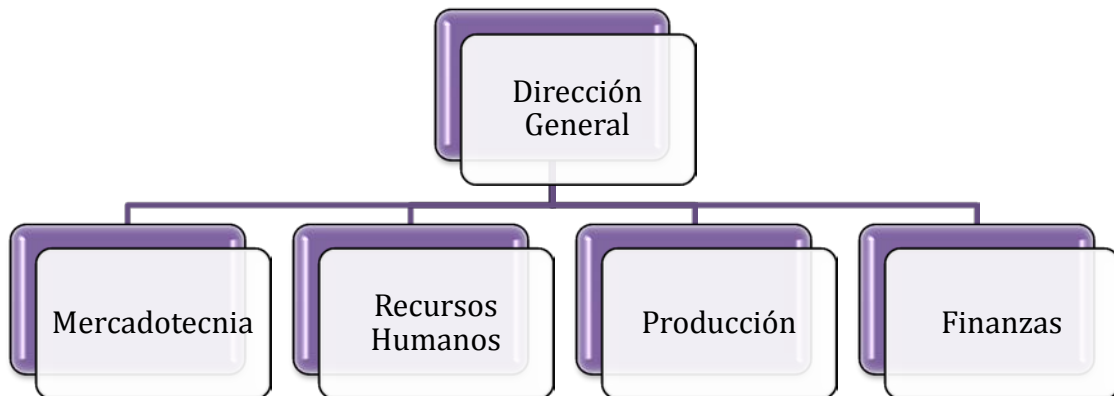 Dirección
General
Mercadotecnia
Recursos
Humanos
Producción
Finanzas